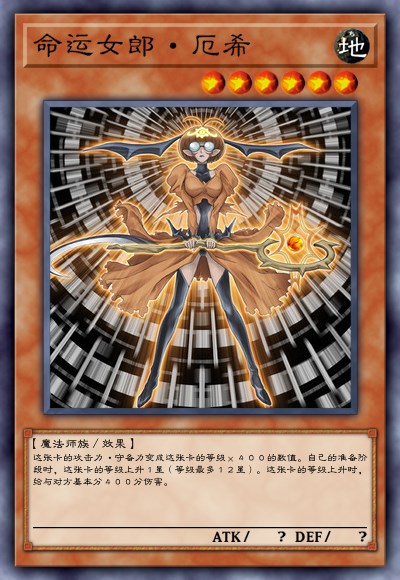 命运女郎·厄希
地
【魔法师族／效果】
这张卡的攻击力·守备力变成这张卡的等级×４００的数值。自己的准备阶
段时，这张卡的等级上升１星（等级最多１２星）。这张卡的等级上升时，
给与对方基本分４００分伤害。
ATK/ ? DEF/ ?